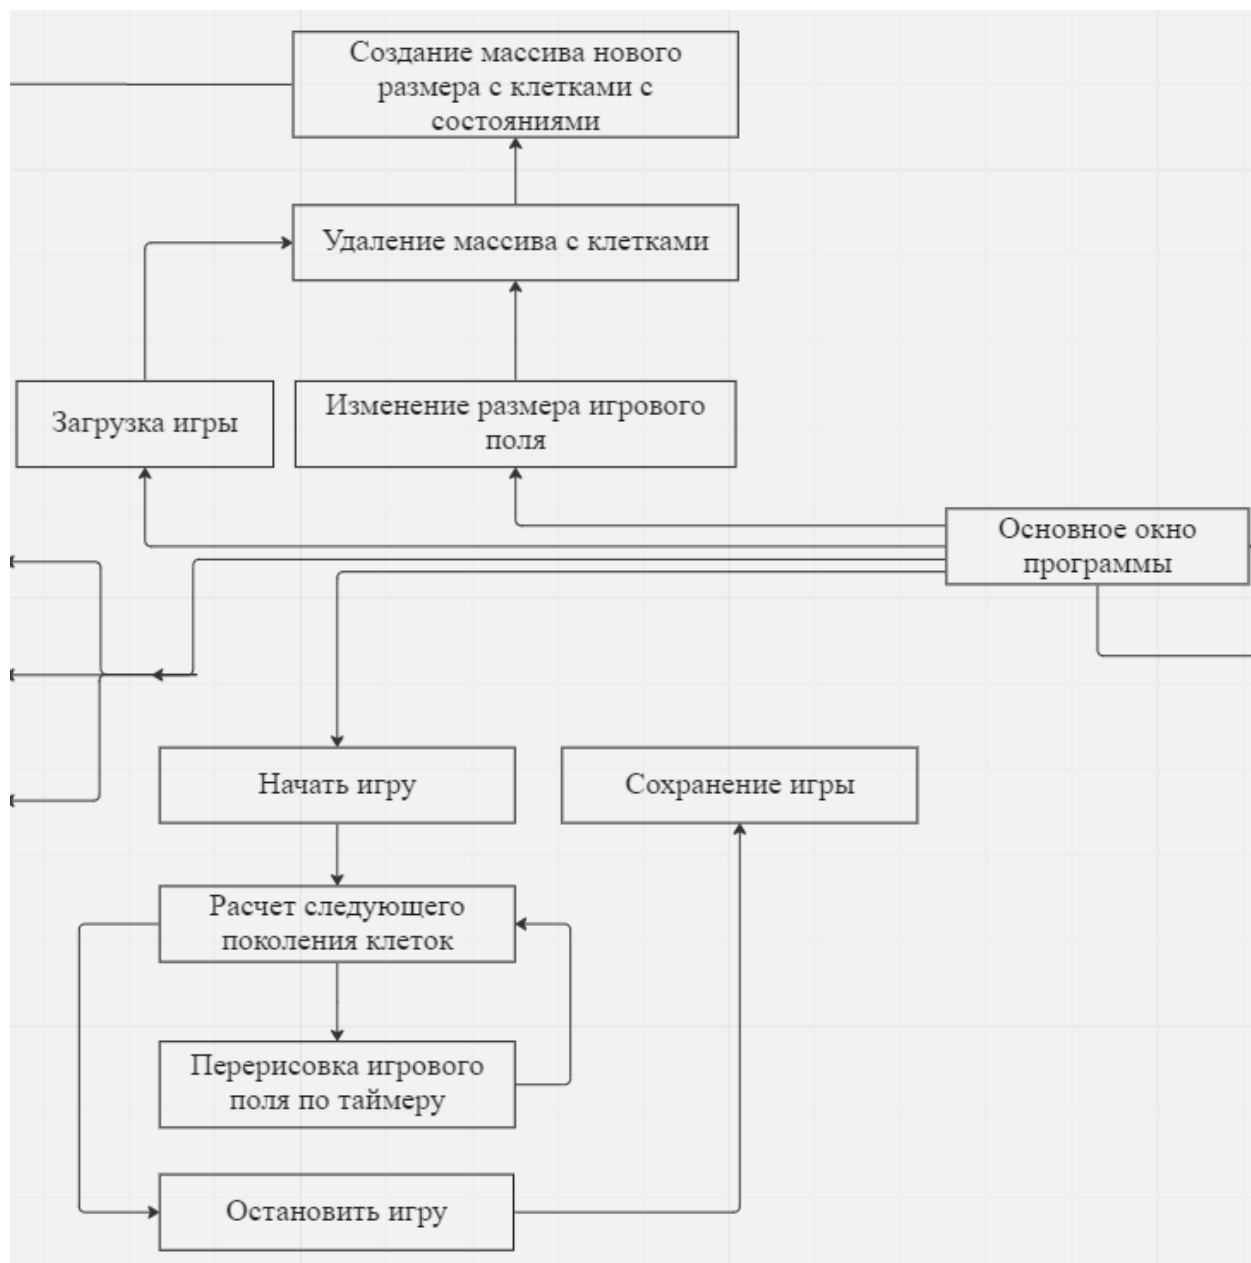 Создание массива нового
размера с клетками с
состояниями
Удаление массива с клетками
Загрузка игры
Изменение размера игрового
поля
Основное окно
программы
Начать игру
Сохранение игры
Расчет следующего
поколения клеток
Перерисовка игрового
поля по таймеру
Остановить игру